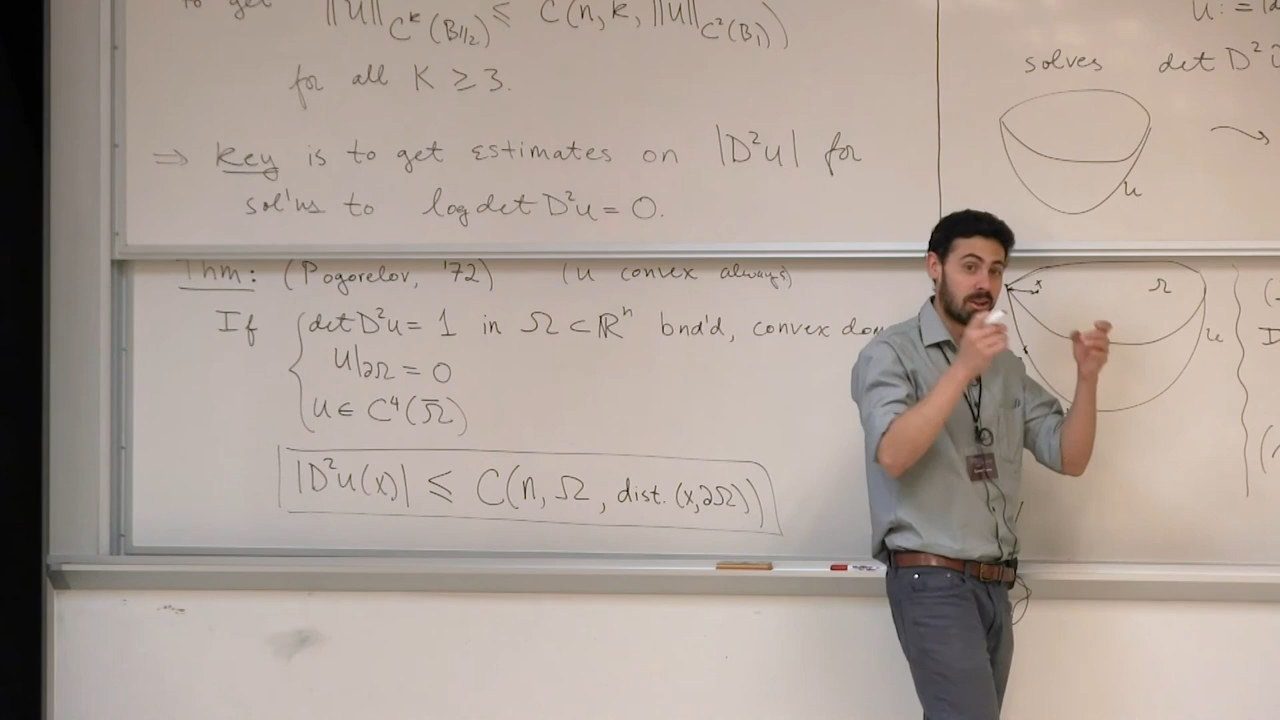 to get ||u||_{C^k(B_{1/2})} ≤ C(n, k, ||u||_{C^2(B_1)})
for all K ≥ 3.
⇒ Key is to get estimates on |D²u| for
sol'ns to log det D²u = 0.
Thm: (Pogorelov, '72) (u convex always)
If { det D²u = 1 in Ω ⊂ ℝⁿ bnd'd, convex
u|_{∂Ω} = 0
u ∈ C⁴(Ω̄)
|D²u(x)| ≤ C(n, Ω, dist.(x,∂Ω))
u :=
solves det D²
u
x
Ω
u